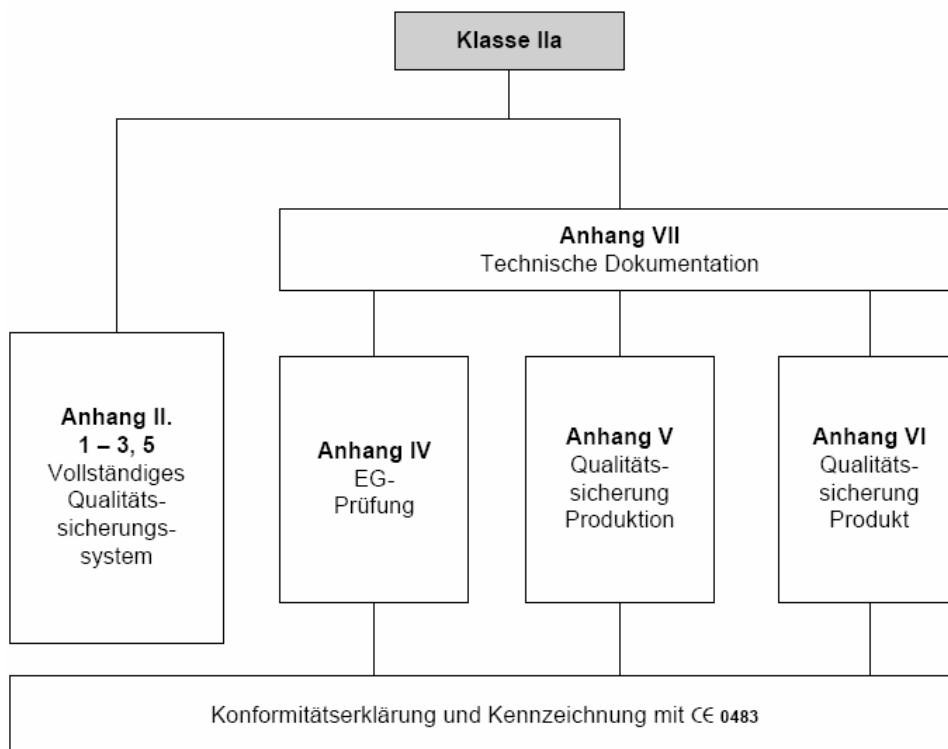 Klasse IIa
Anhang VII
Technische Dokumentation
Anhang II.
1 – 3, 5
Vollständiges
Qualitäts-
sicherungs-
system
Anhang IV
EG-
Prüfung
Anhang V
Qualitäts-
sicherung
Produktion
Anhang VI
Qualitäts-
sicherung
Produkt
Konformitätserklärung und Kennzeichnung mit CE 0483